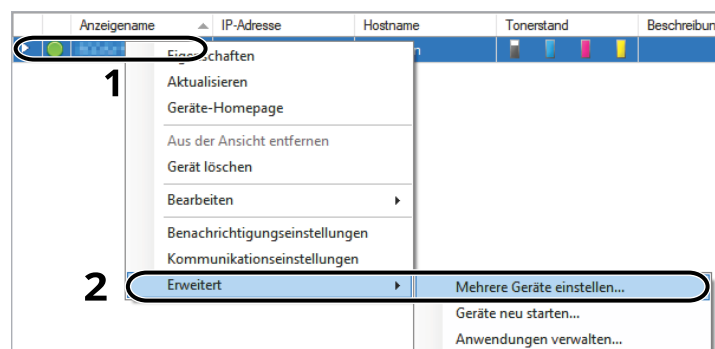 Anzeigename IP-Adresse Hostname Tonerstand Beschreibun
1
Eigenschaften
Aktualisieren
Geräte-Homepage
Aus der Ansicht entfernen
Gerät löschen
Bearbeiten
Benachrichtigungseinstellungen
Kommunikationseinstellungen
2 Erweitert Mehrere Geräte einstellen...
Geräte neu starten...
Anwendungen verwalten...